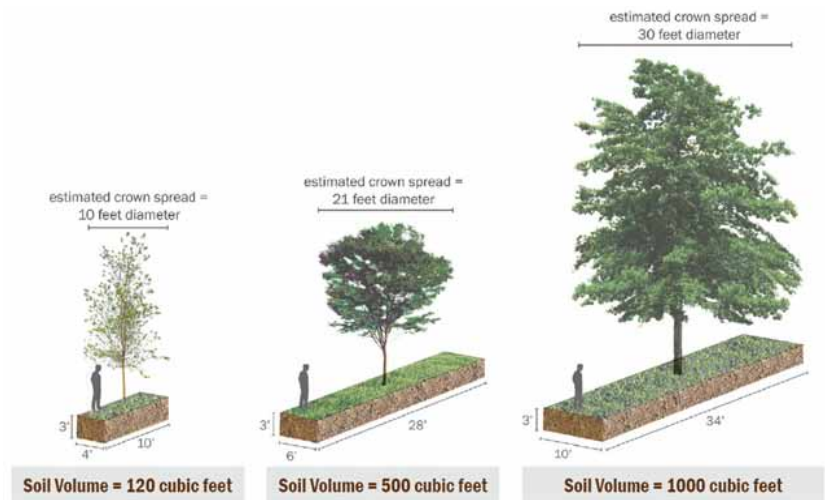 estimated crown spread =
10 feet diameter
3'
4'
10'
Soil Volume = 120 cubic feet
estimated crown spread =
21 feet diameter
3'
6'
28'
Soil Volume = 500 cubic feet
estimated crown spread =
30 feet diameter
3'
10'
34'
Soil Volume = 1000 cubic feet